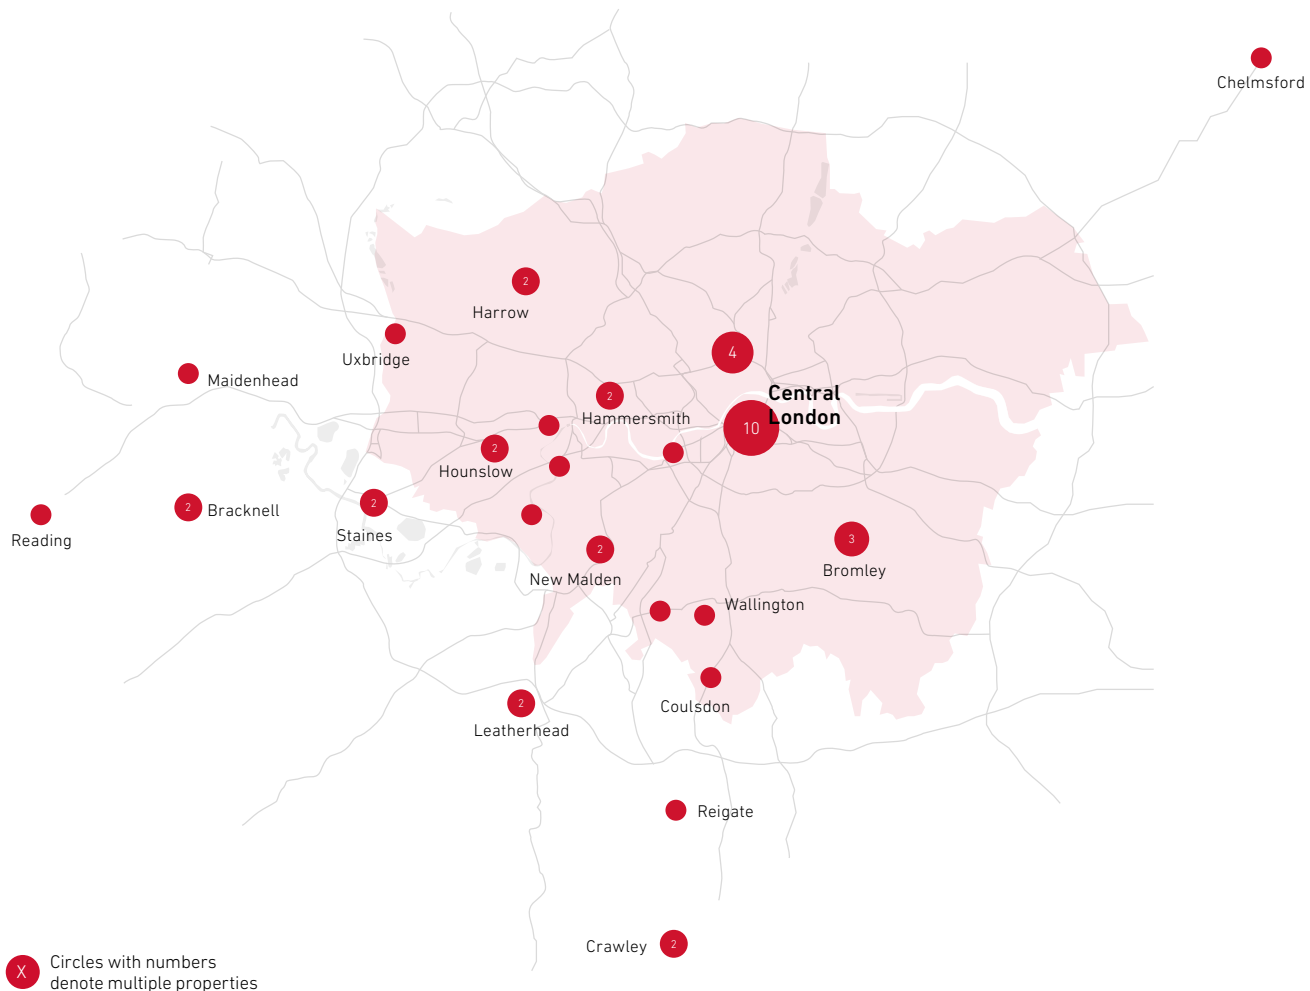 Chelmsford
2
Harrow
Uxbridge
4
Maidenhead
Central
London
2
Hammersmith
10
2
Hounslow
2
Bracknell
2
Staines
Reading
3
Bromley
2
New Malden
Wallington
2
Leatherhead
Coulsdon
Reigate
Crawley
2
X
Circles with numbers
denote multiple properties